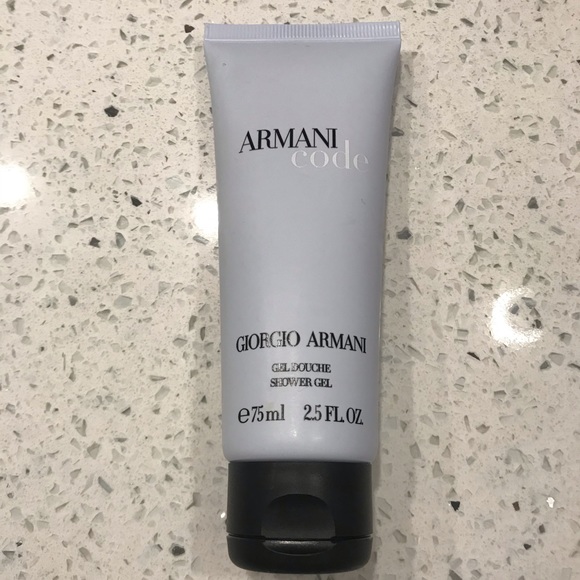 ARMANI
code
GIORGIO ARMANI
GEL DOUCHE
SHOWER GEL
℮75ml 2.5 FL. OZ.